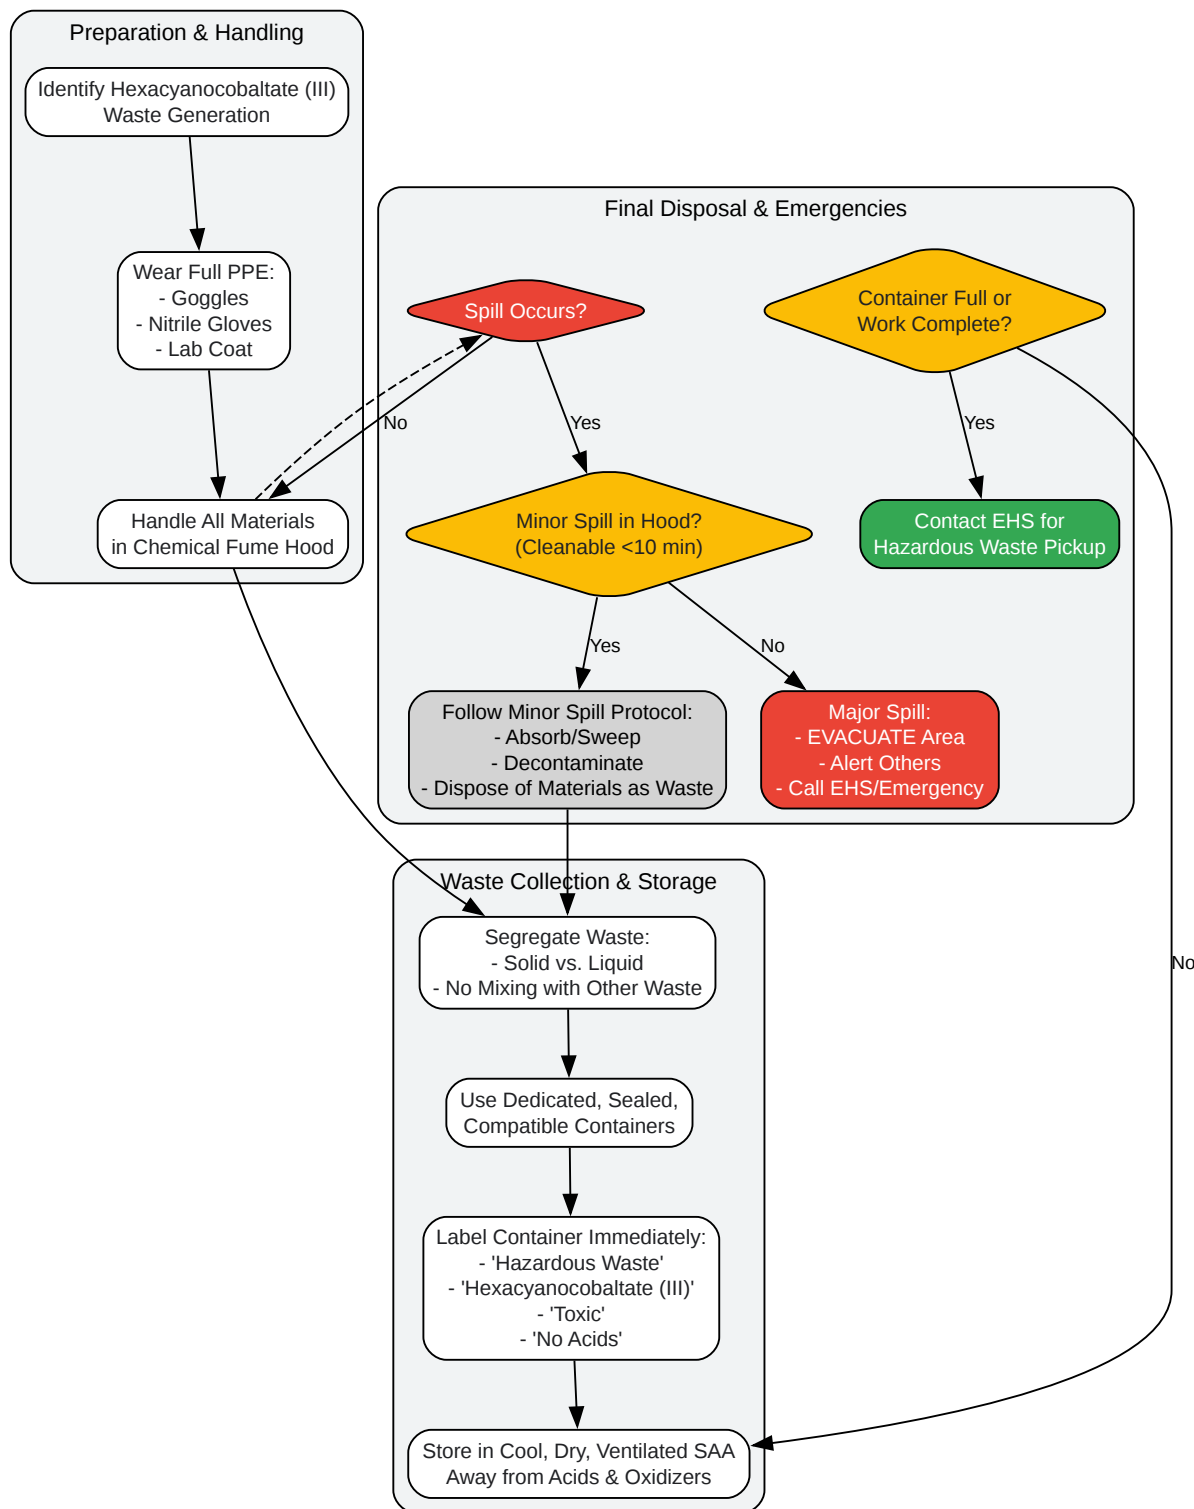 Preparation & Handling
Identify Hexacyanocobaltate (III)
Waste Generation
Wear Full PPE:
- Goggles
- Nitrile Gloves
- Lab Coat
Handle All Materials
in Chemical Fume Hood
Final Disposal & Emergencies
Spill Occurs?
Container Full or
Work Complete?
No
Yes
Yes
Minor Spill in Hood?
(Cleanable <10 min)
Contact EHS for
Hazardous Waste Pickup
Yes
No
Follow Minor Spill Protocol:
- Absorb/Sweep
- Decontaminate
- Dispose of Materials as Waste
Major Spill:
- EVACUATE Area
- Alert Others
- Call EHS/Emergency
Waste Collection & Storage
Segregate Waste:
- Solid vs. Liquid
- No Mixing with Other Waste
No
Use Dedicated, Sealed,
Compatible Containers
Label Container Immediately:
- 'Hazardous Waste'
- 'Hexacyanocobaltate (III)'
- 'Toxic'
- 'No Acids'
Store in Cool, Dry, Ventilated SAA
Away from Acids & Oxidizers